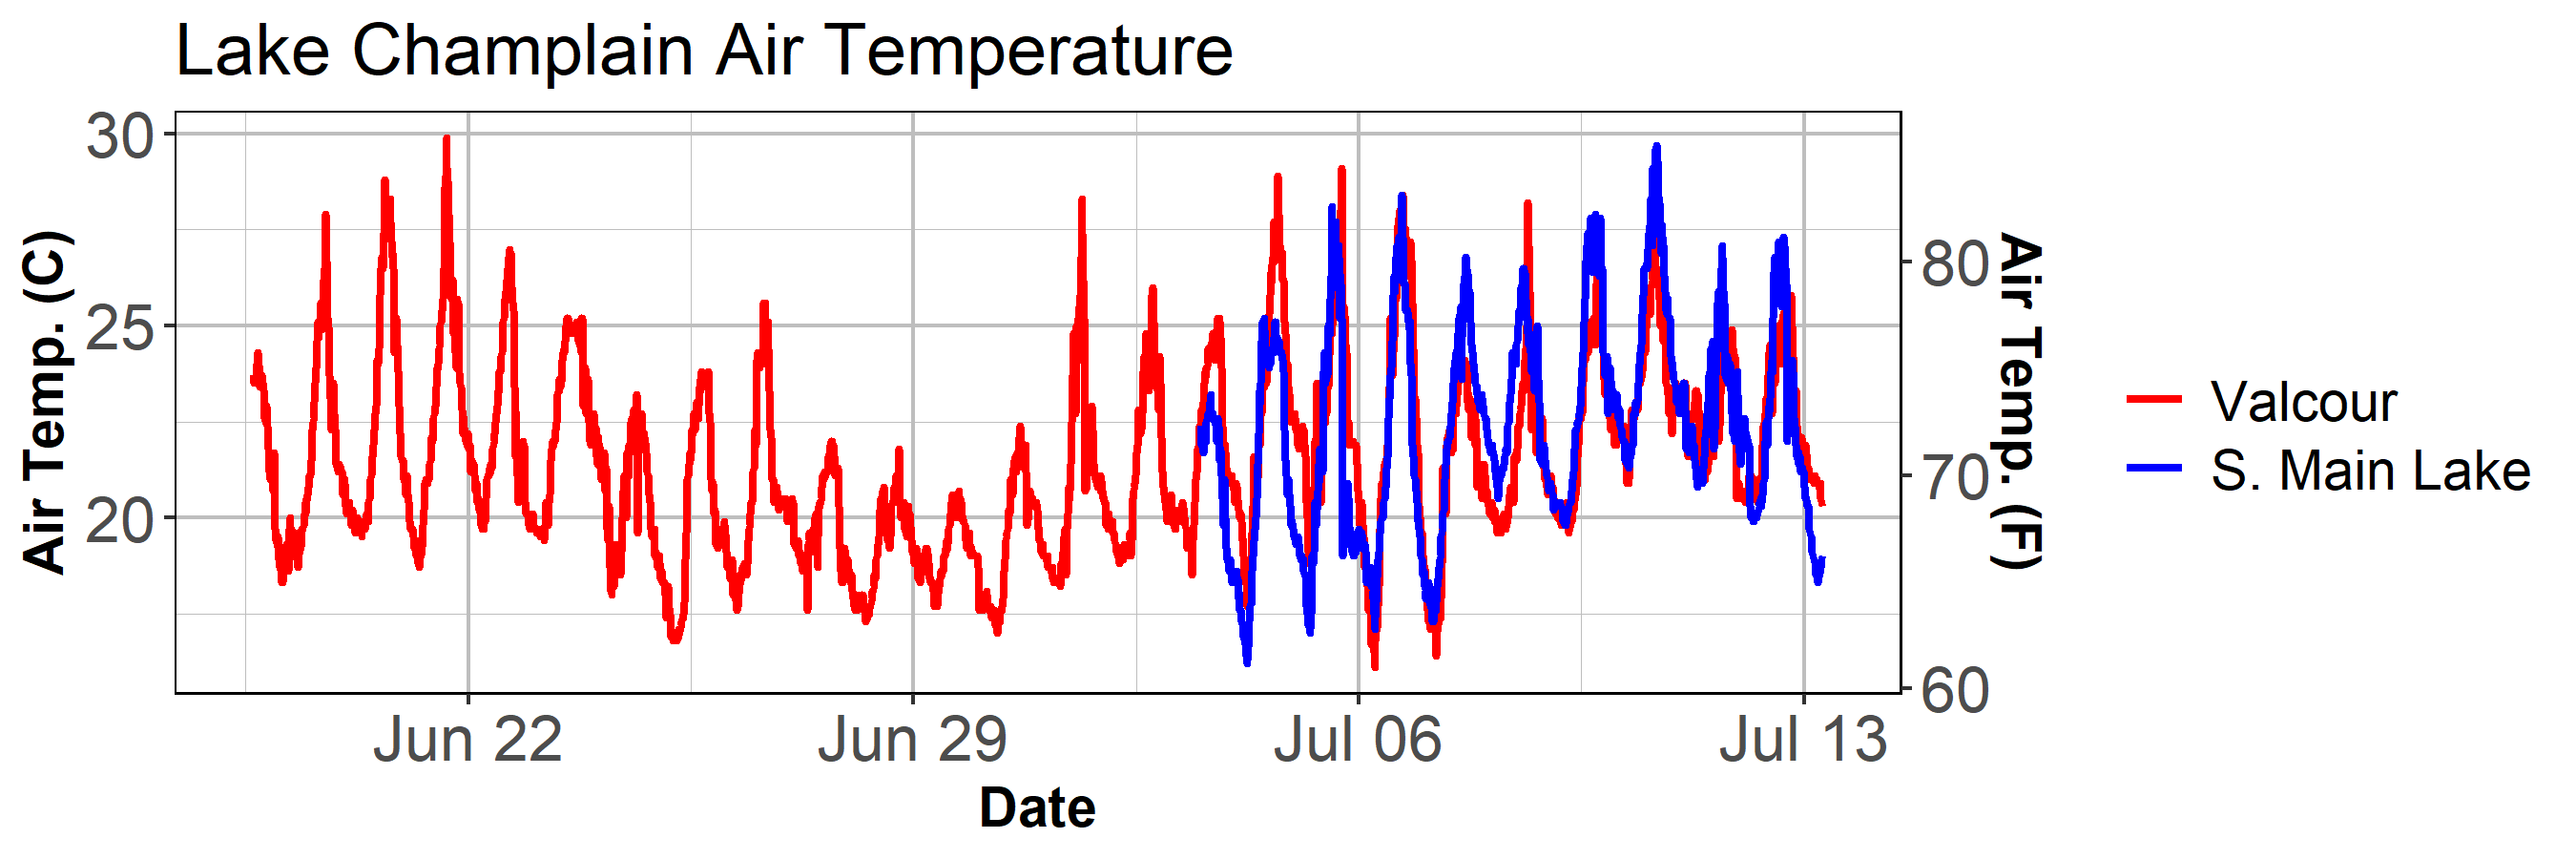 Lake Champlain Air Temperature
30
25
20
Air Temp. (C)
80
70
60
Air Temp. (F)
Jun 22
Jun 29
Jul 06
Jul 13
Date
Valcour
S. Main Lake